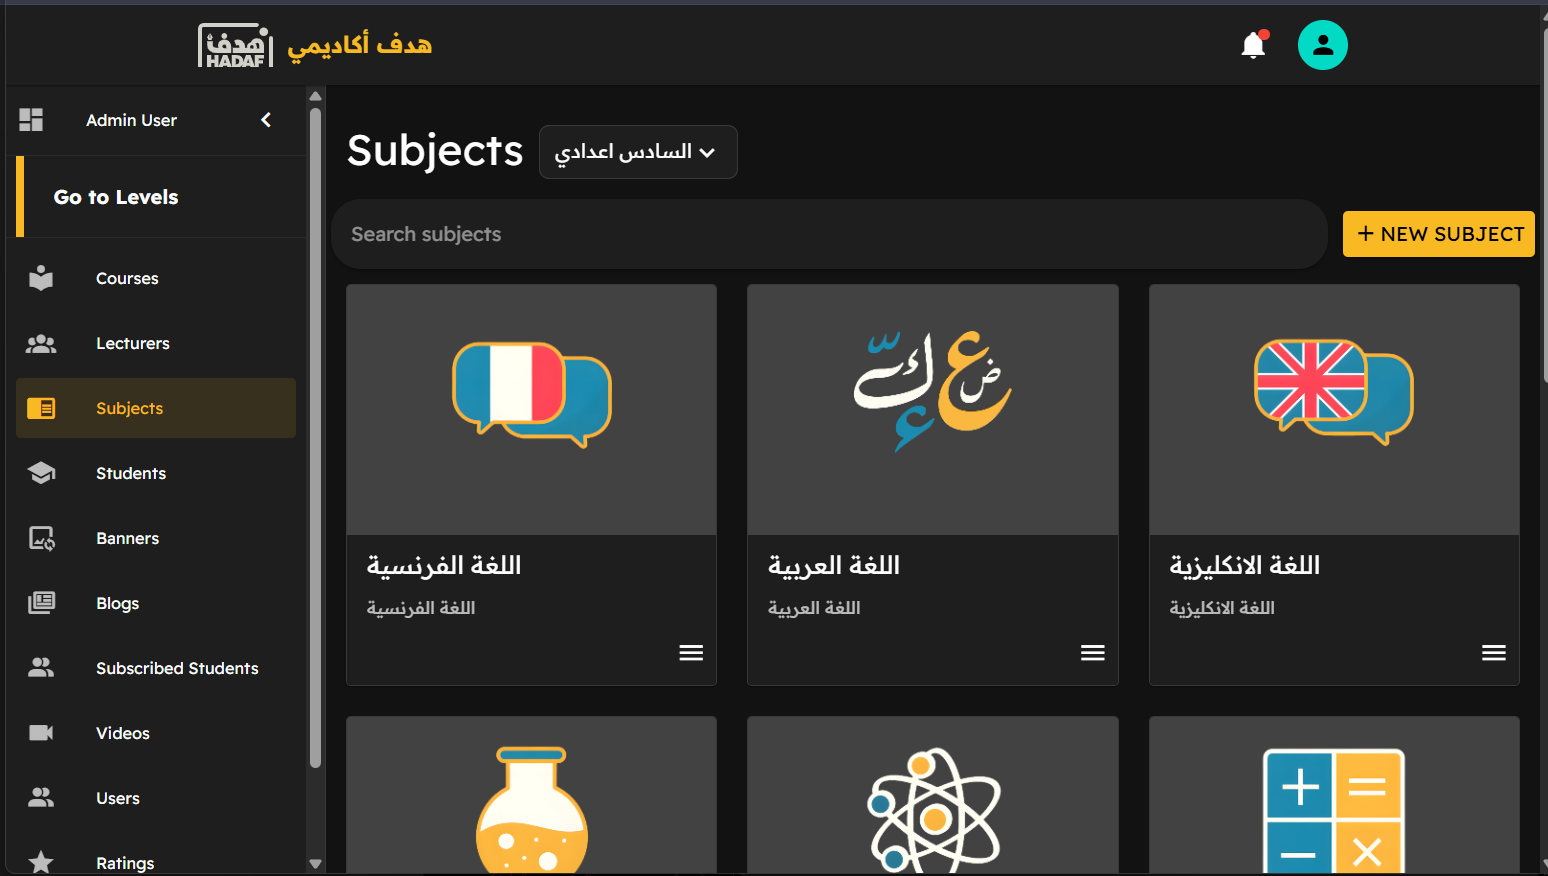 هدف
HADAF
هدف أكاديمي
Admin User
Go to Levels
Courses
Lecturers
Subjects
Students
Banners
Blogs
Subscribed Students
Videos
Users
Ratings
Subjects
السادس اعدادي
Search subjects
+ NEW SUBJECT
اللغة الفرنسية
اللغة الفرنسية
اللغة العربية
اللغة العربية
اللغة الانكليزية
اللغة الانكليزية